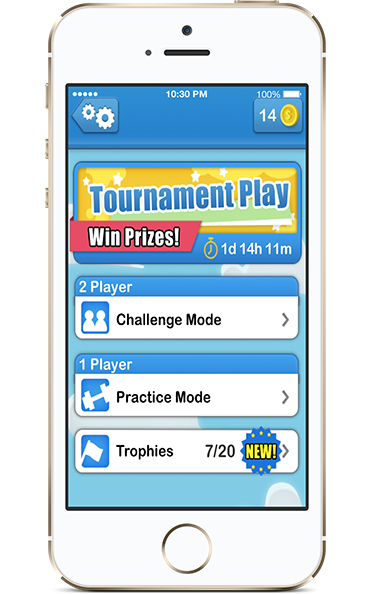 10:30 PM
100%
14
Tournament Play
Win Prizes!
1d 14h 11m
2 Player
Challenge Mode
1 Player
Practice Mode
Trophies 7/20 NEW!